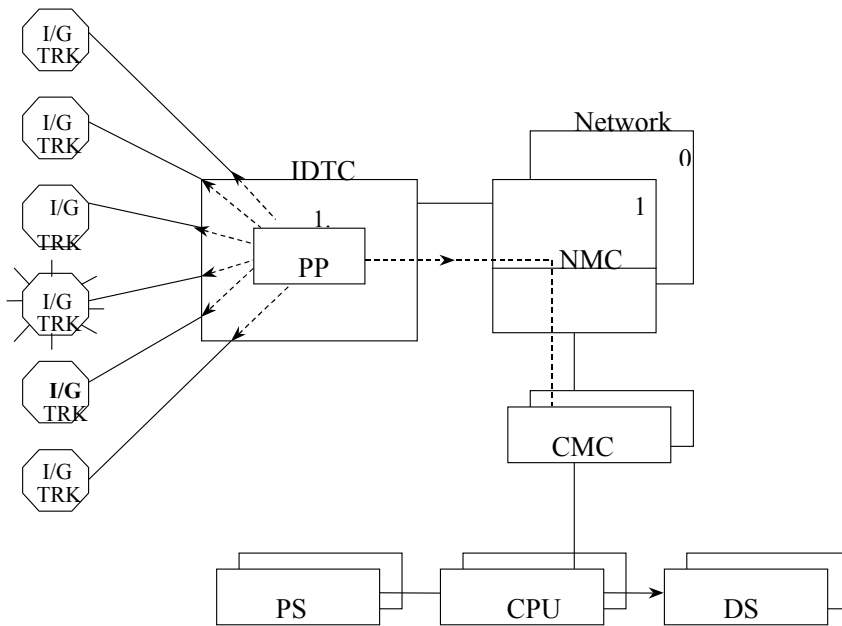 I/G
TRK
I/G
TRK
I/G
TRK
I/G
TRK
I/G
TRK
I/G
TRK
IDTC
1.
PP
Network
0
1
NMC
CMC
PS
CPU
DS